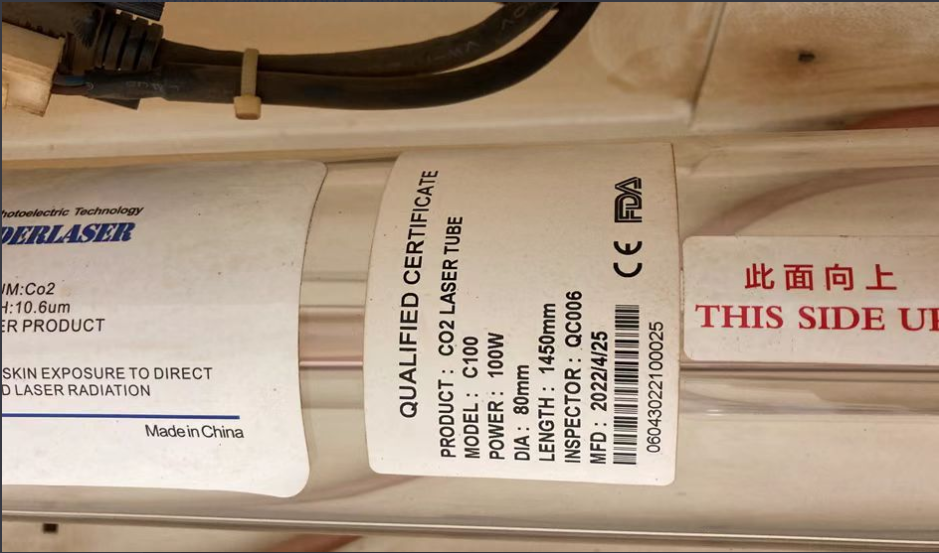 Photoelectric Technology
DERLASER
UM:Co2
H:10.6um
ER PRODUCT
SKIN EXPOSURE TO DIRECT
D LASER RADIATION
Made in China
QUALIFIED CERTIFICATE
PRODUCT: CO2 LASER TUBE
MODEL: C100
POWER: 100W
DIA: 80mm
LENGTH: 1450mm
INSPECTOR: QC006
MFD: 2022/4/25
06043022100025
CE FDA
此面向上
THIS SIDE UP